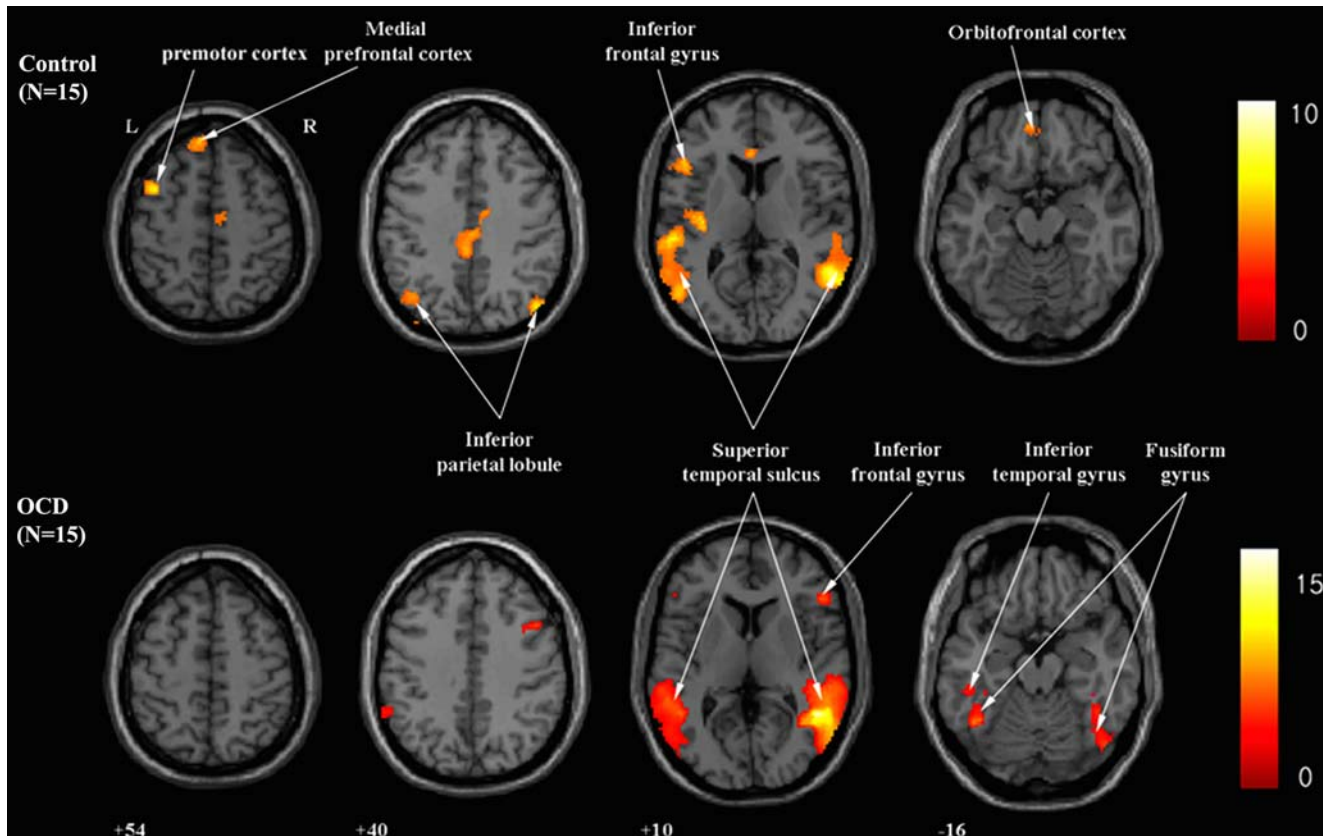 Control
(N=15)
premotor cortex
Medial
prefrontal cortex
Inferior
frontal gyrus
Orbitofrontal cortex
L
R
10
0
Inferior
parietal lobule
Superior
temporal sulcus
Inferior
frontal gyrus
Inferior
temporal gyrus
Fusiform
gyrus
OCD
(N=15)
15
0
+54
+40
+10
-16